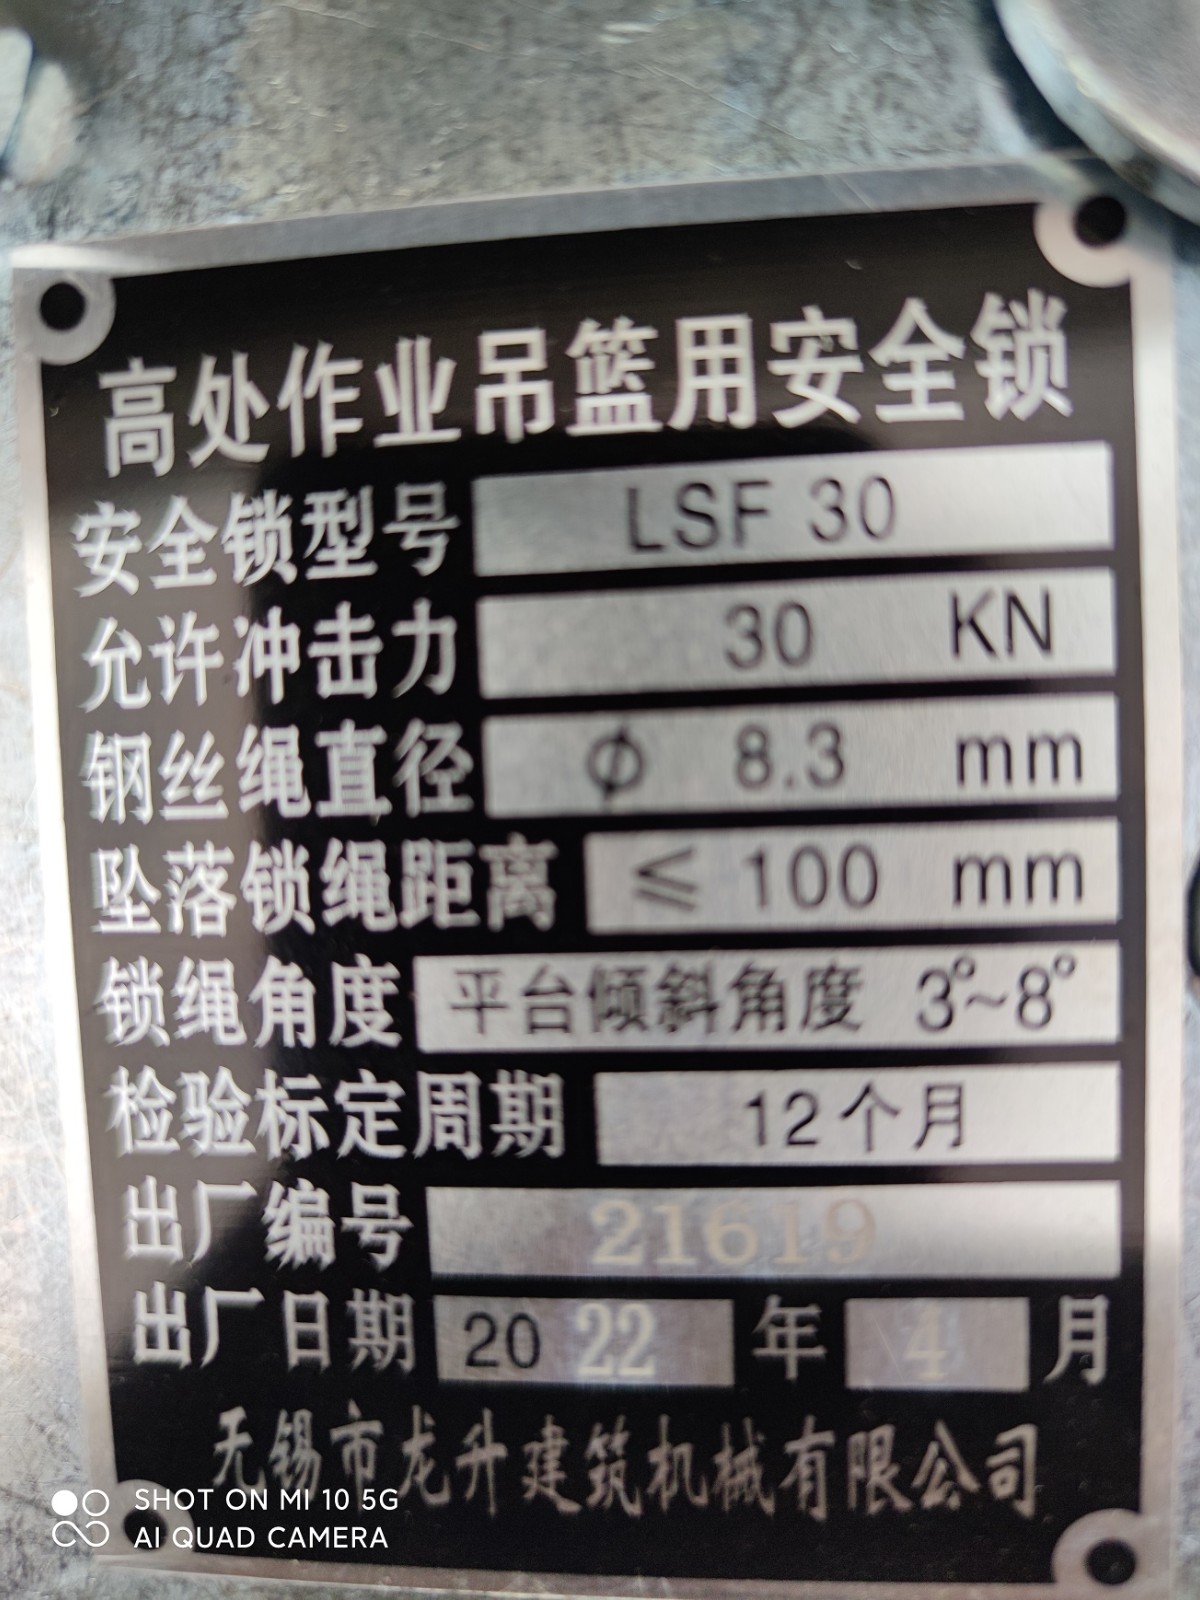 高处作业吊篮用安全锁
安全锁型号 LSF 30
允许冲击力 30 KN
钢丝绳直径 ϕ 8.3 mm
坠落锁绳距离 ≤ 100 mm
锁绳角度 平台倾斜角度 3°~8°
检验标定周期 12个月
出厂编号 21619
出厂日期 2022 年 4 月
无锡市龙升建筑机械有限公司
SHOT ON MI 10 5G
AI QUAD CAMERA